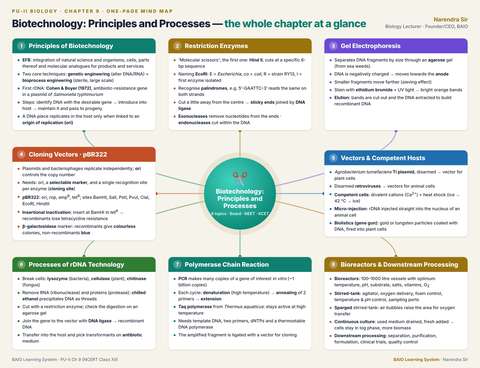 PU-II BIOLOGY • CHAPTER 9 • ONE-PAGE MIND MAP
Biotechnology: Principles and Processes — the whole chapter at a glance
Narendra Sir
Biology Lecturer · Founder/CEO, BAIO
1 Principles of Biotechnology
• EFB: integration of natural science and organisms, cells, parts
thereof and molecular analogues for products and services
• Two core techniques: genetic engineering (alter DNA/RNA) +
bioprocess engineering (sterile, large scale)
• First rDNA: Cohen & Boyer (1972), antibiotic-resistance gene
in a plasmid of Salmonella typhimurium
• Steps: identify DNA with the desirable gene → introduce into
host → maintain it and pass to progeny
• A DNA piece replicates in the host only when linked to an
origin of replication (ori)
2 Restriction Enzymes
• 'Molecular scissors'; the first one: Hind II, cuts at a specific 6-
bp sequence
• Naming EcoRI: E = Escherichia, co = coli, R = strain RY13, I =
first enzyme isolated
• Recognise palindromes, e.g. 5'-GAATTC-3' reads the same on
both strands
• Cut a little away from the centre → sticky ends joined by DNA
ligase
• Exonucleases remove nucleotides from the ends ·
endonucleases cut within the DNA
3 Gel Electrophoresis
• Separates DNA fragments by size through an agarose gel
(from sea weeds)
• DNA is negatively charged → moves towards the anode
• Smaller fragments move farther (sieving effect)
• Stain with ethidium bromide + UV light → bright orange bands
• Elution: bands are cut out and the DNA extracted to build
recombinant DNA
4 Cloning Vectors · pBR322
• Plasmids and bacteriophages replicate independently; ori
controls the copy number
• Needs: ori, a selectable marker, and a single recognition site
per enzyme (cloning site)
• pBR322: ori, rop, ampᴿ, tetᴿ; sites BamHI, SalI, PstI, PvuI, ClaI,
EcoRI, HindIII
• Insertional inactivation: insert at BamHI in tetᴿ →
recombinants lose tetracycline resistance
• β-galactosidase marker: recombinants give colourless
colonies, non-recombinants blue
Biotechnology:
Principles and
Processes
5 Vectors & Competent Hosts
• Agrobacterium tumefaciens Ti plasmid, disarmed → vector for
plant cells
• Disarmed retroviruses → vectors for animal cells
• Competent cells: divalent cations (Ca²⁺) + heat shock (ice →
42 °C → ice)
• Micro-injection: rDNA injected straight into the nucleus of an
animal cell
• Biolistics (gene gun): gold or tungsten particles coated with
DNA, for plant cells
6 Processes of rDNA Technology
• Break cells: lysozyme (bacteria), cellulase (plant), chitinase
(fungus)
• Remove RNA (ribonuclease) and proteins (protease); chilled
ethanol precipitates DNA as threads
• Cut with a restriction enzyme; check the digestion on an
agarose gel
• Join the gene to the vector with DNA ligase → recombinant
DNA
• Transfer into the host and pick transformants on antibiotic
medium
7 Polymerase Chain Reaction
• PCR makes many copies of a gene of interest in vitro (~1
billion copies)
• Each cycle: denaturation (high temperature) → annealing of 2
primers → extension
• Taq polymerase from Thermus aquaticus: stays active at high
temperature
• Needs template DNA, two primers, dNTPs and a thermostable
DNA polymerase
• The amplified fragment is ligated with a vector for cloning
8 Bioreactors & Downstream Processing
• Bioreactors: 100–1000 litre vessels with optimum
temperature, pH, substrate, salts, vitamins, O₂
• Stirred-tank: agitator, oxygen delivery, foam control,
temperature & pH control, sampling ports
• Sparged stirred-tank: air bubbles raise the area for oxygen
transfer
• Continuous culture: used medium drained, fresh added →
cells stay in log phase, more biomass
• Downstream processing: separation, purification,
formulation, clinical trials, quality control
BAIO Learning System · PU-II Ch 9 (NCERT Class XII)
BAIO Learning System · Narendra Sir